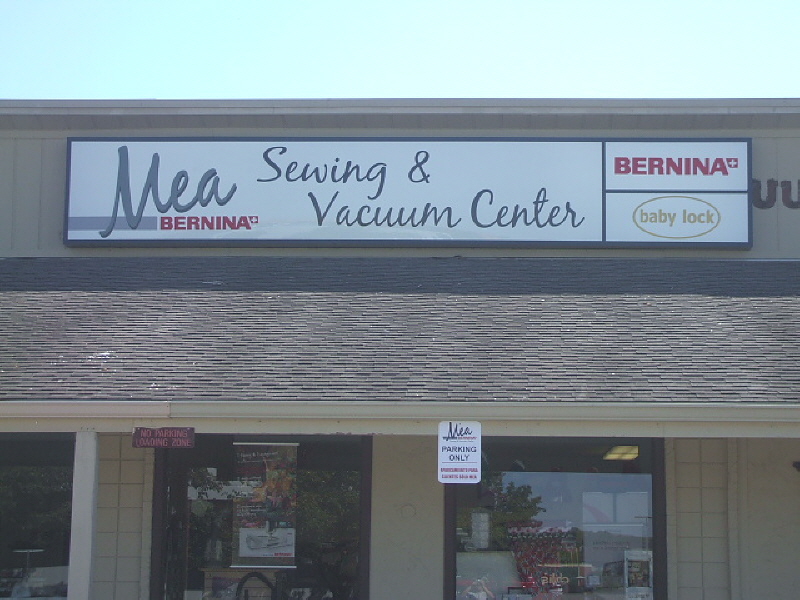 Mea
BERNINA
Sewing &
Vacuum Center
BERNINA
baby lock
NO PARKING
LOADING ZONE
Mea
PARKING
ONLY